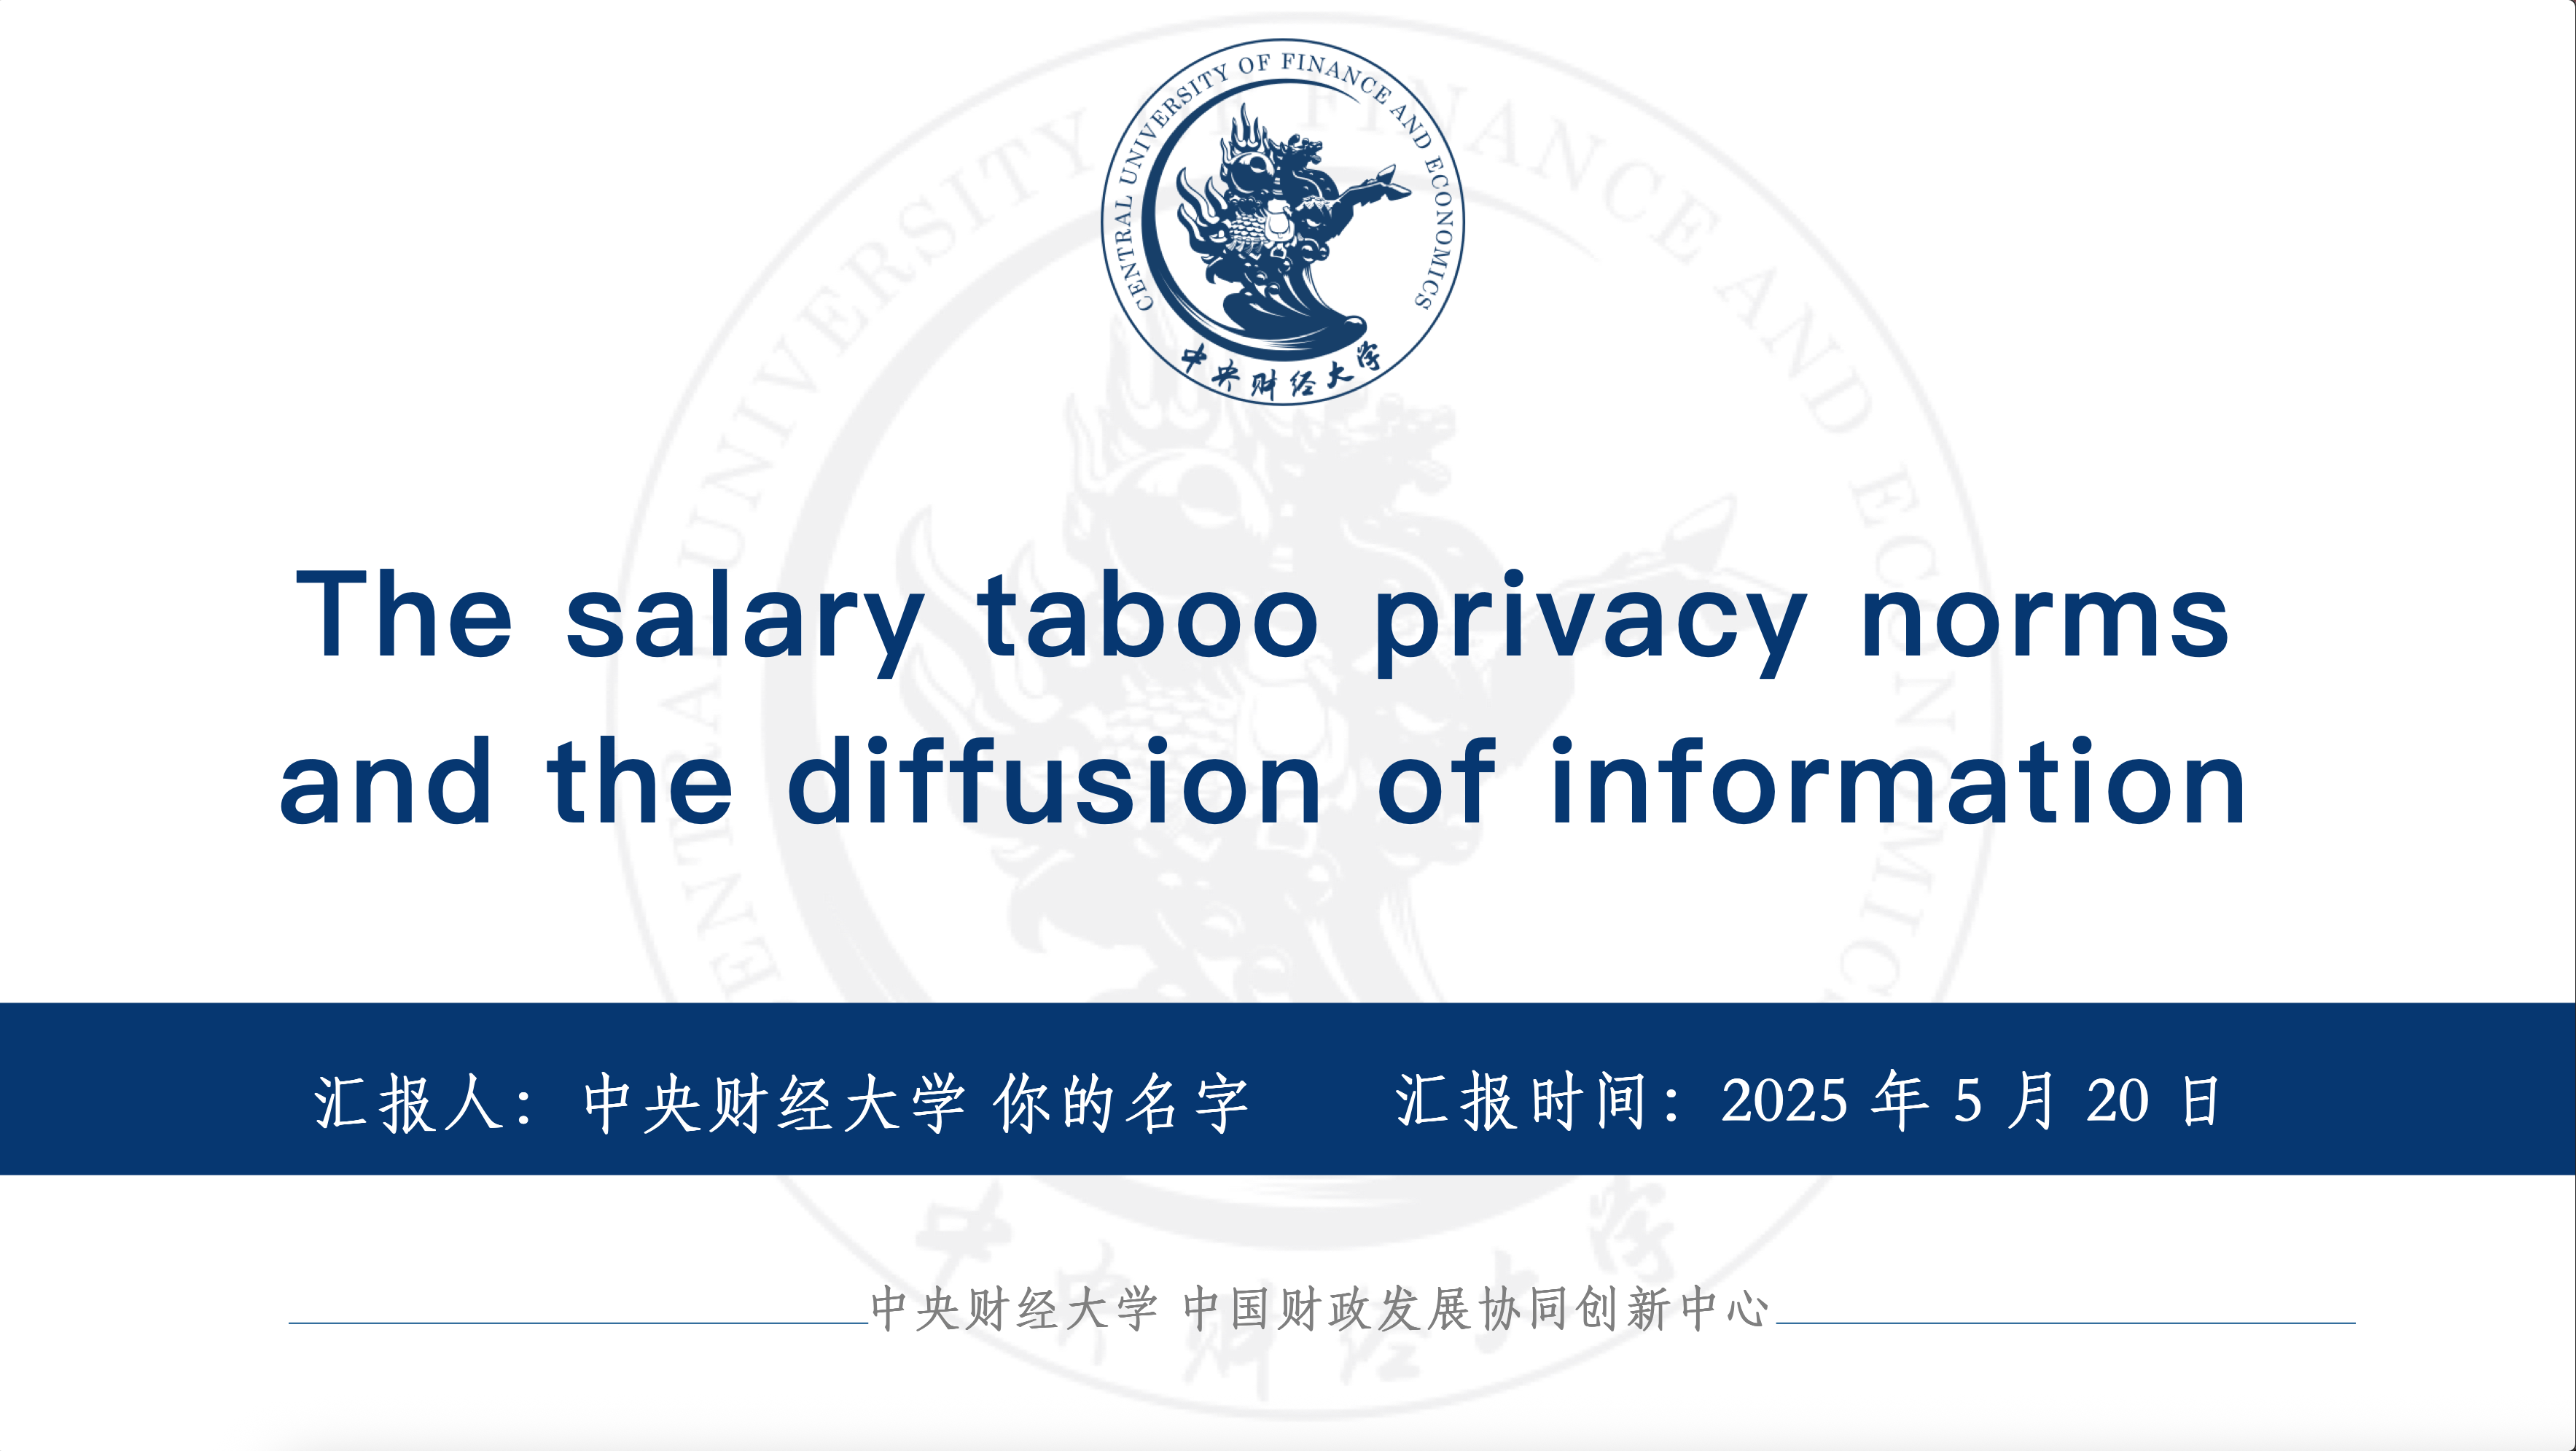 CENTRAL UNIVERSITY OF FINANCE AND ECONOMICS
中央财经大学
The salary taboo privacy norms
and the diffusion of information
汇报人：中央财经大学 你的名字 汇报时间：2025 年 5 月 20 日
中央财经大学 中国财政发展协同创新中心